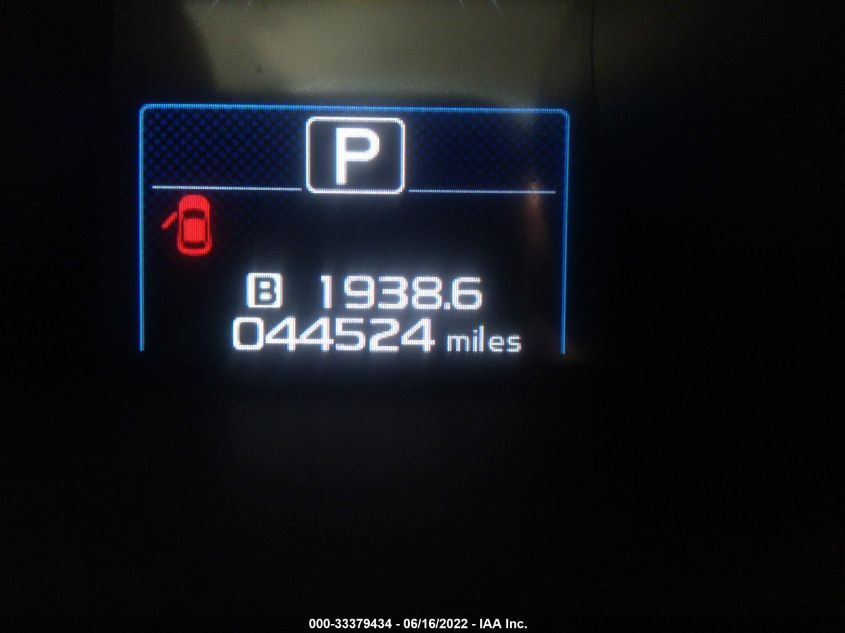 P
B 1938.6
044524 miles
000-33379434 - 06/16/2022 - IAA Inc.